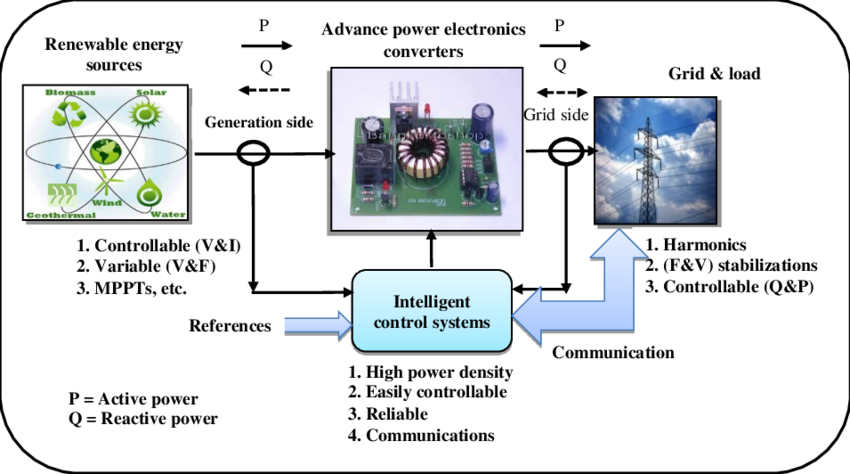 Renewable energy
sources
P
Q
Advance power electronics
converters
P
Q
Grid & load
Biomass
Solar
Wind
Geothermal
Water
Generation side
Grid side
1. Controllable (V&I)
2. Variable (V&F)
3. MPPTs, etc.
1. Harmonics
2. (F&V) stabilizations
3. Controllable (Q&P)
Intelligent
control systems
References
Communication
1. High power density
2. Easily controllable
3. Reliable
4. Communications
P = Active power
Q = Reactive power